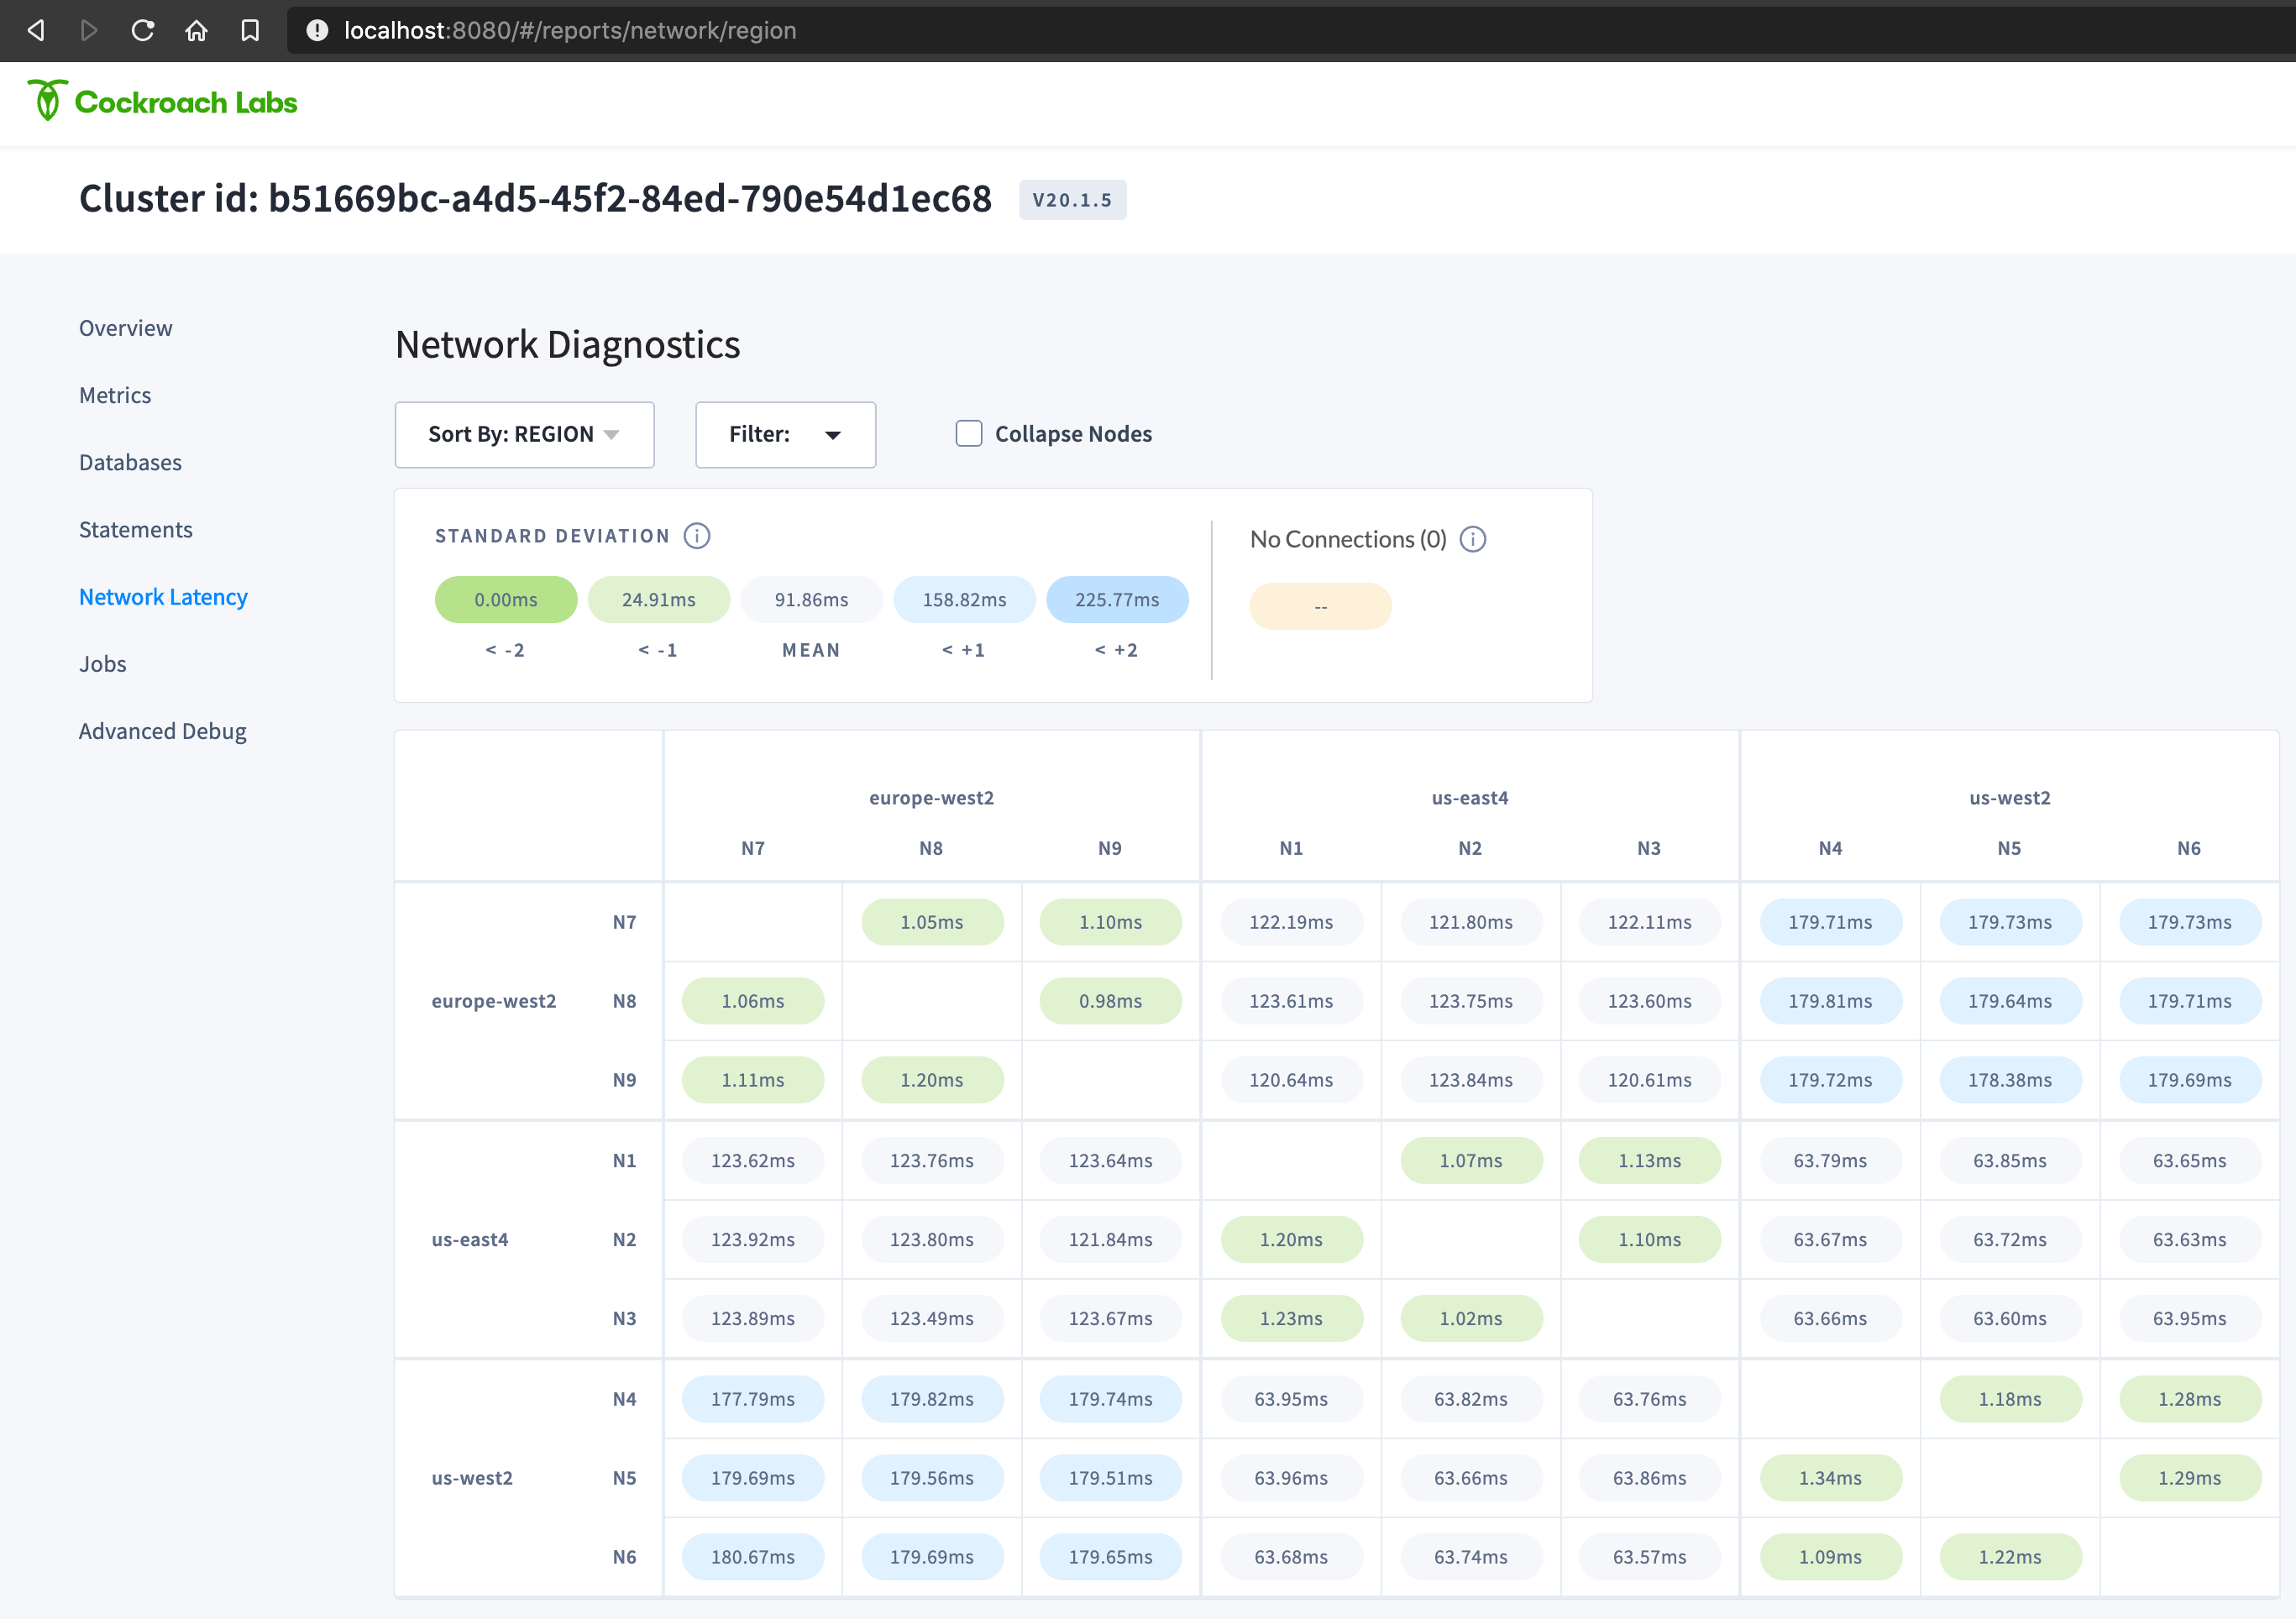 localhost:8080/#/reports/network/region
Cockroach Labs
Cluster id: b51669bc-a4d5-45f2-84ed-790e54d1ec68 V20.1.5
Overview
Metrics
Databases
Statements
Network Latency
Jobs
Advanced Debug
Network Diagnostics
Sort By: REGION Filter: Collapse Nodes
STANDARD DEVIATION
0.00ms 24.91ms 91.86ms 158.82ms 225.77ms
< -2 < -1 MEAN < +1 < +2
No Connections (0)
--
europe-west2 us-east4 us-west2
N7 N8 N9 N1 N2 N3 N4 N5 N6
N7 1.05ms 1.10ms 122.19ms 121.80ms 122.11ms 179.71ms 179.73ms 179.73ms
europe-west2 N8 1.06ms 0.98ms 123.61ms 123.75ms 123.60ms 179.81ms 179.64ms 179.71ms
N9 1.11ms 1.20ms 120.64ms 123.84ms 120.61ms 179.72ms 178.38ms 179.69ms
N1 123.62ms 123.76ms 123.64ms 1.07ms 1.13ms 63.79ms 63.85ms 63.65ms
us-east4 N2 123.92ms 123.80ms 121.84ms 1.20ms 1.10ms 63.67ms 63.72ms 63.63ms
N3 123.89ms 123.49ms 123.67ms 1.23ms 1.02ms 63.66ms 63.60ms 63.95ms
N4 177.79ms 179.82ms 179.74ms 63.95ms 63.82ms 63.76ms 1.18ms 1.28ms
us-west2 N5 179.69ms 179.56ms 179.51ms 63.96ms 63.66ms 63.86ms 1.34ms 1.29ms
N6 180.67ms 179.69ms 179.65ms 63.68ms 63.74ms 63.57ms 1.09ms 1.22ms